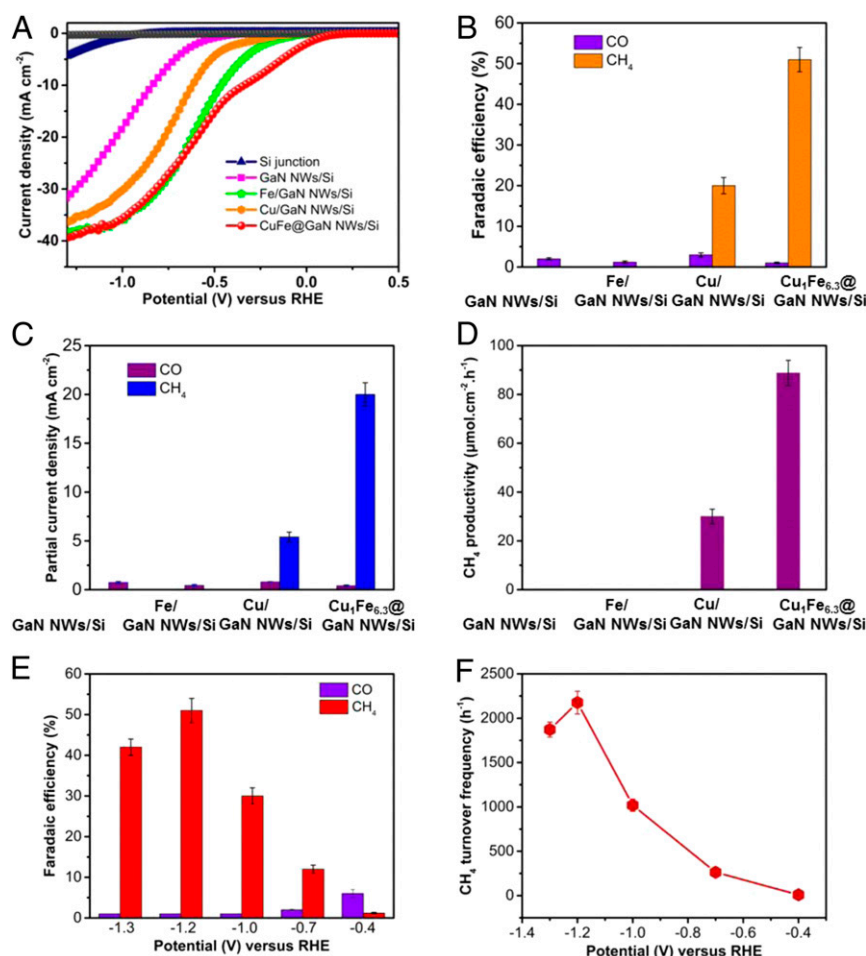 A
Current density (mA cm⁻²)
0
-10
-20
-30
-40
Si junction
GaN NWs/Si
Fe/GaN NWs/Si
Cu/GaN NWs/Si
CuFe@GaN NWs/Si
-1.0 -0.5 0.0 0.5
Potential (V) versus RHE
B
Faradaic efficiency (%)
60
50
40
30
20
10
0
CO
CH₄
Fe/ Cu/ Cu₁Fe₆.₃@
GaN NWs/Si GaN NWs/Si GaN NWs/Si GaN NWs/Si
C
Partial current density (mA cm⁻²)
25
20
15
10
5
0
CO
CH₄
Fe/ Cu/ Cu₁Fe₆.₃@
GaN NWs/Si GaN NWs/Si GaN NWs/Si GaN NWs/Si
D
CH₄ productivity (μmol.cm⁻².h⁻¹)
100
80
60
40
20
0
Fe/ Cu/ Cu₁Fe₆.₃@
GaN NWs/Si GaN NWs/Si GaN NWs/Si GaN NWs/Si
E
Faradaic efficiency (%)
60
50
40
30
20
10
0
CO
CH₄
-1.3 -1.2 -1.0 -0.7 -0.4
Potential (V) versus RHE
F
CH₄ turnover frequency (h⁻¹)
2500
2000
1500
1000
500
0
-1.4 -1.2 -1.0 -0.8 -0.6 -0.4
Potential (V) versus RHE